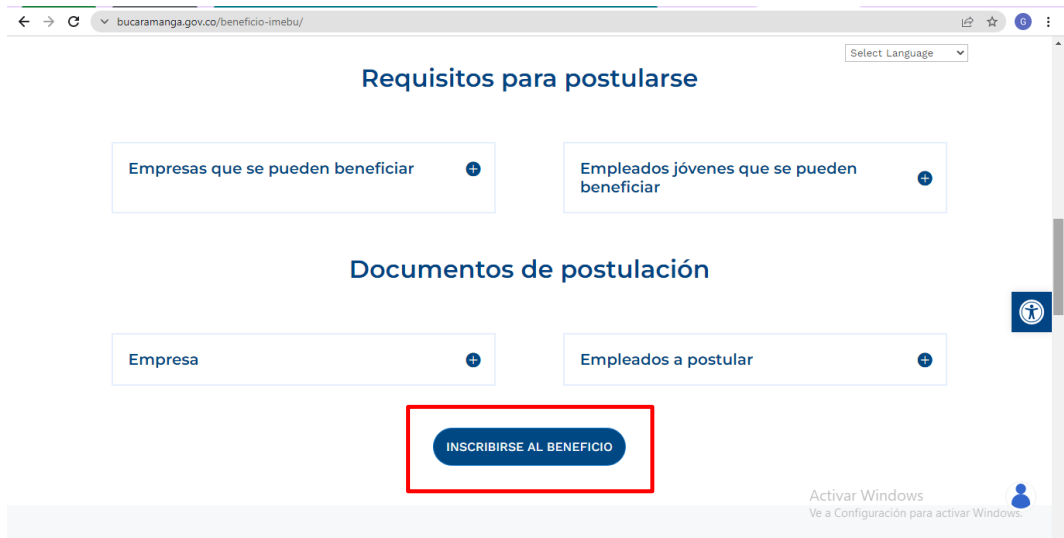 bucaramanga.gov.co/beneficio-imebu/
G
Select Language
Requisitos para postularse
Empresas que se pueden beneficiar
Empleados jóvenes que se pueden
beneficiar
Documentos de postulación
Empresa
Empleados a postular
INSCRIBIRSE AL BENEFICIO
Activar Windows
Ve a Configuración para activar Windows.